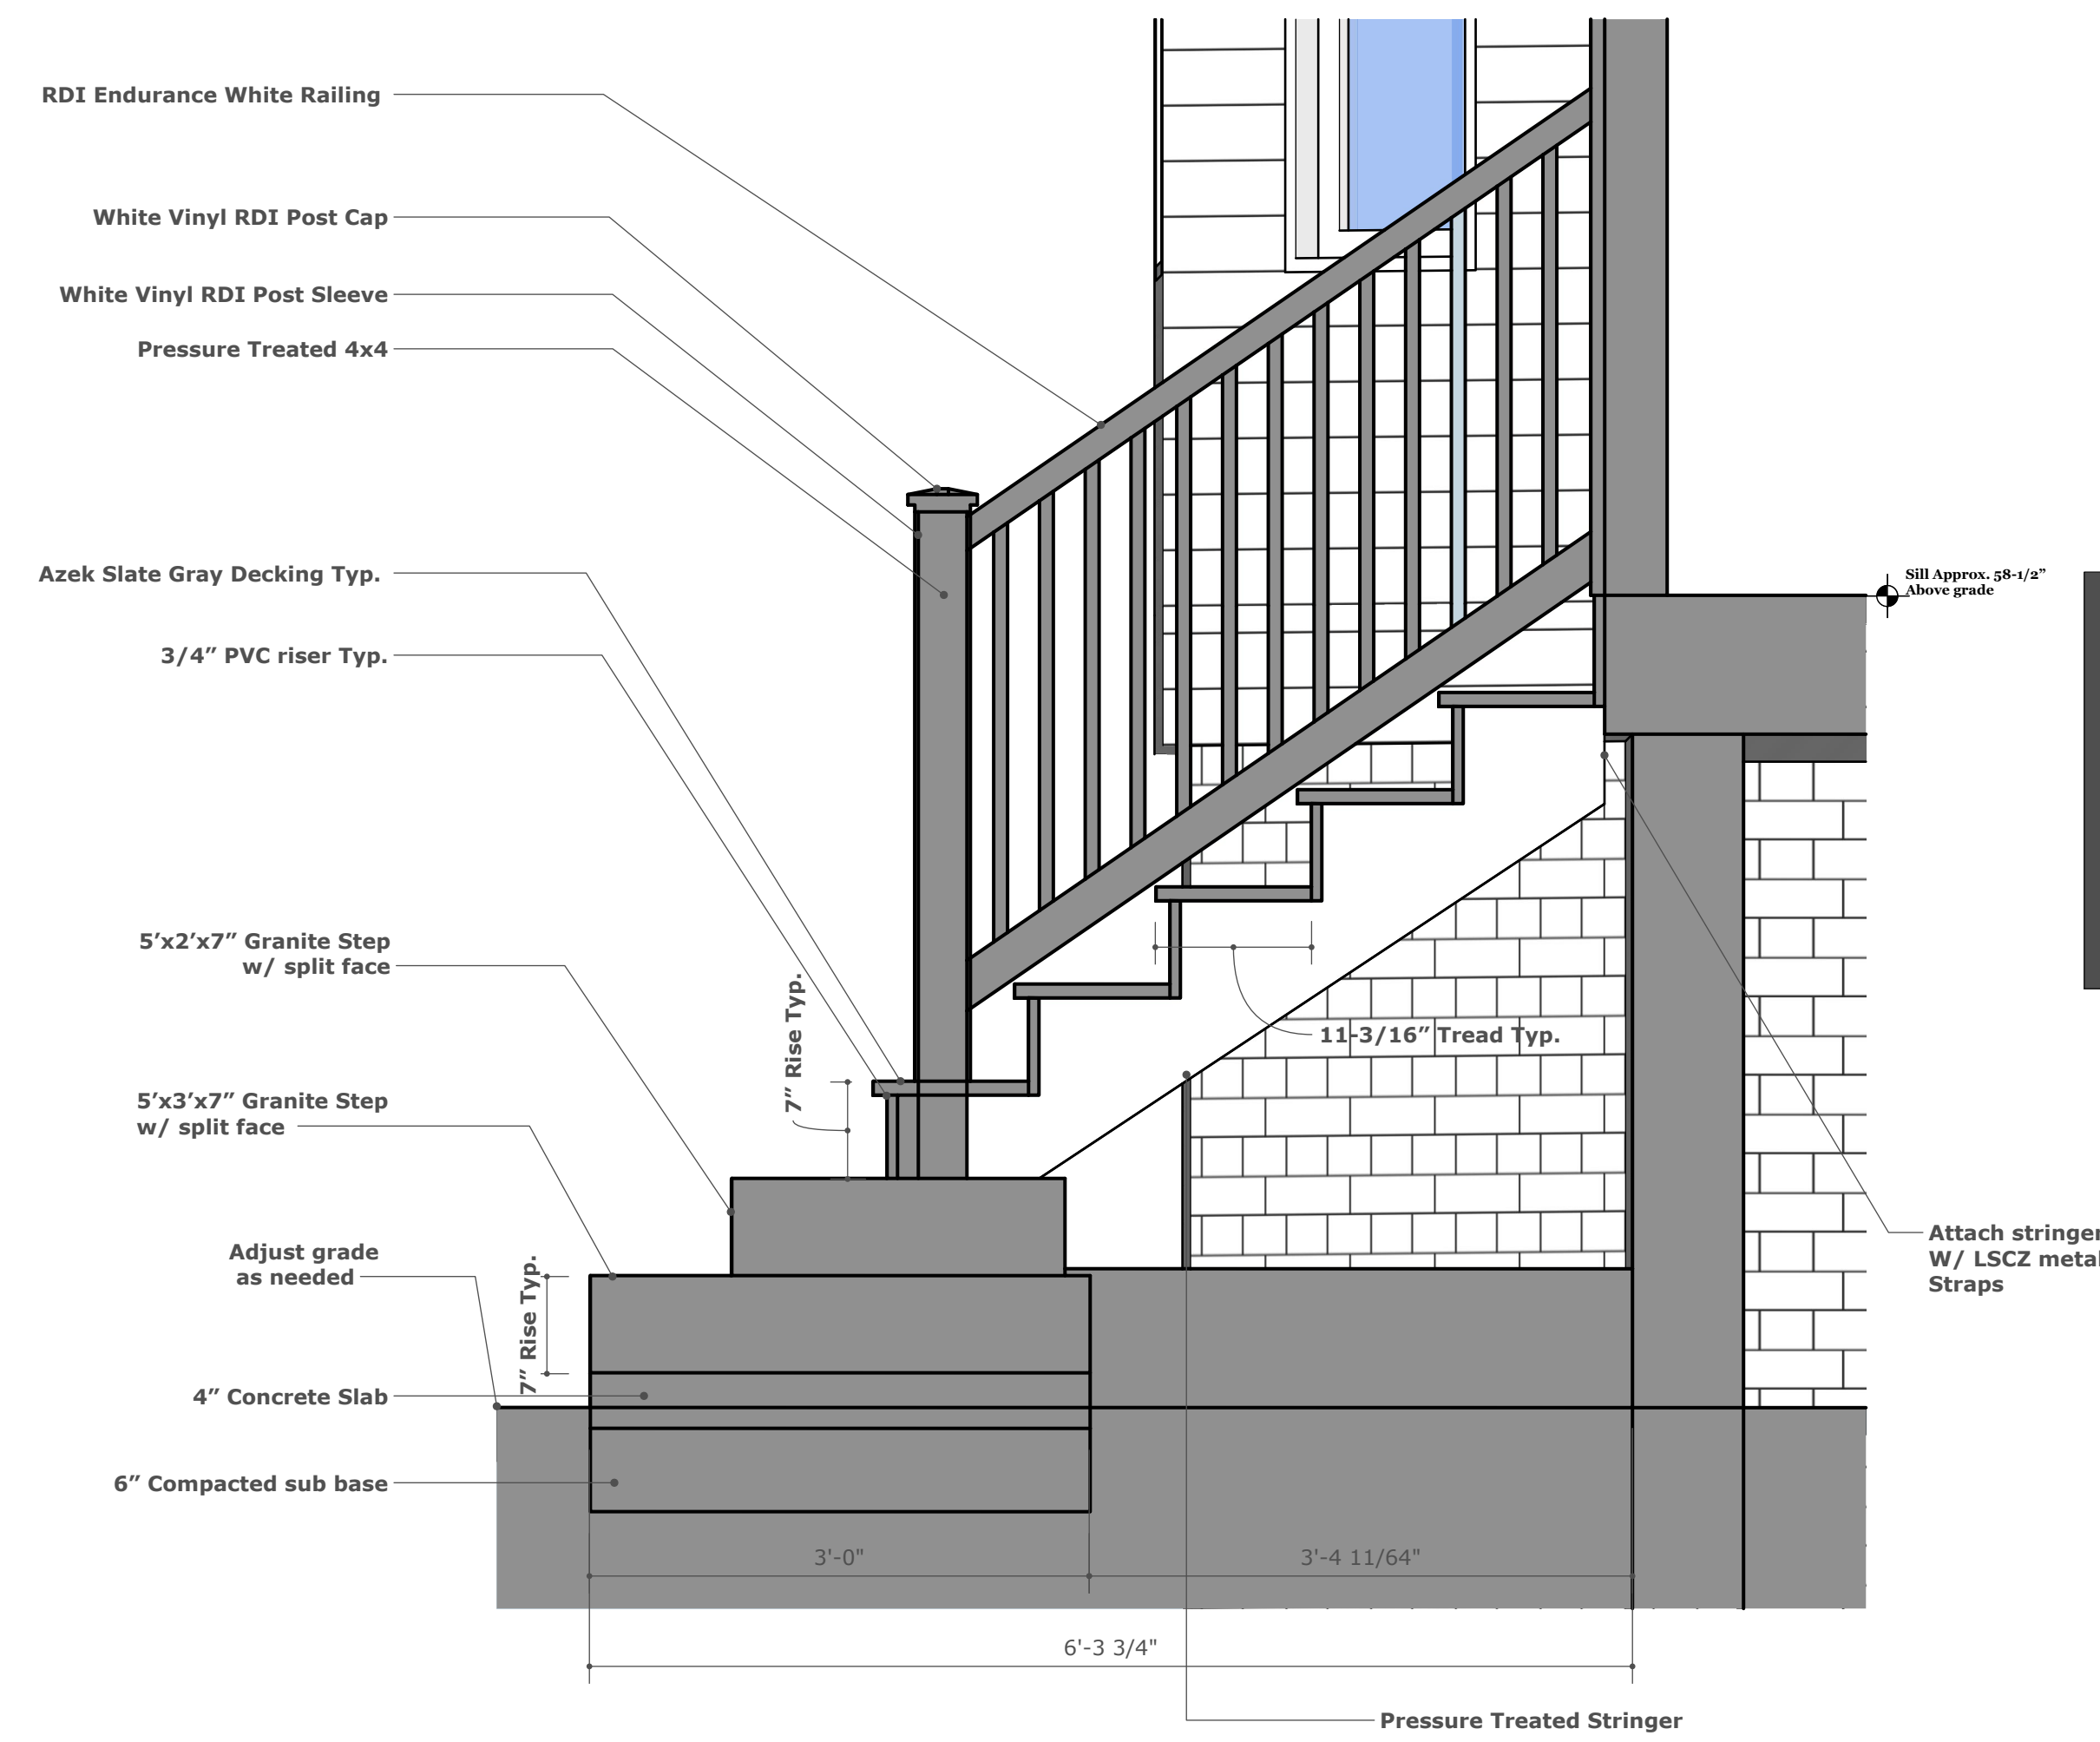 RDI Endurance White Railing
White Vinyl RDI Post Cap
White Vinyl RDI Post Sleeve
Pressure Treated 4x4
Azek Slate Gray Decking Typ.
3/4” PVC riser Typ.
5’x2’x7” Granite Step
w/ split face
5’x3’x7” Granite Step
w/ split face
Adjust grade
as needed
4” Concrete Slab
6” Compacted sub base
7” Rise Typ.
7” Rise Typ.
11-3/16” Tread Typ.
Sill Approx. 58-1/2”
Above grade
Attach stringer
W/ LSCZ metal
Straps
3'-0"
3'-4 11/64"
6'-3 3/4"
Pressure Treated Stringer